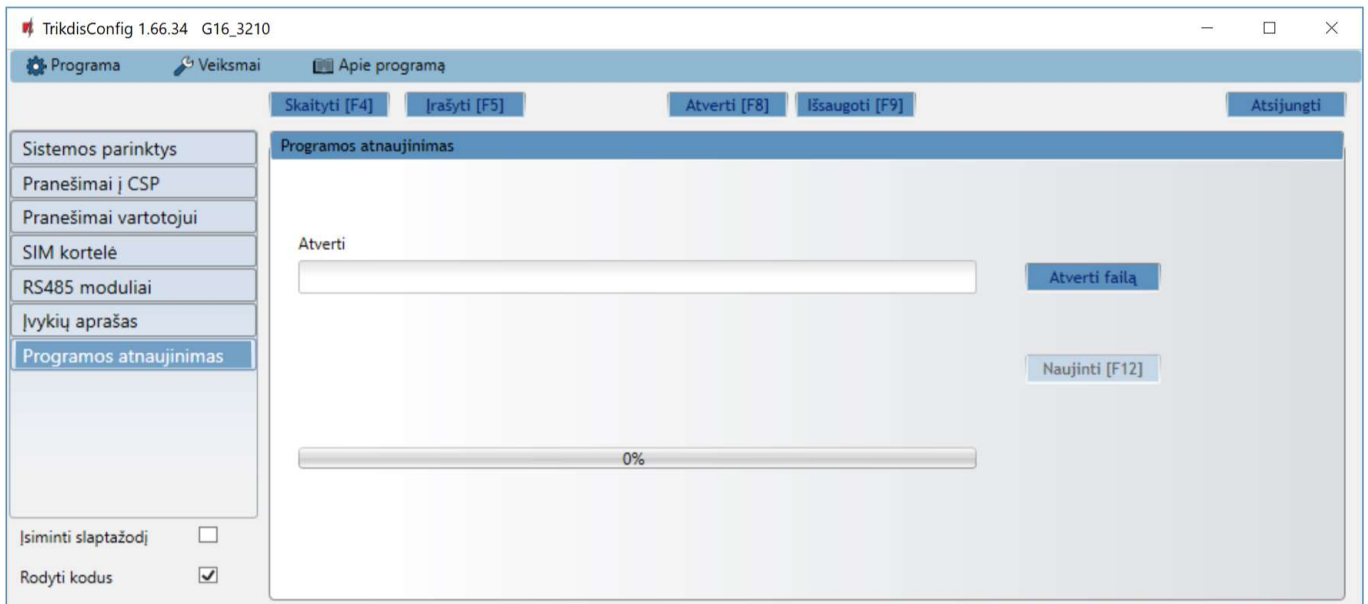 TrikdisConfig 1.66.34 G16_3210
Programa Veiksmai Apie programą
Skaityti [F4] Įrašyti [F5] Atverti [F8] Išsaugoti [F9] Atsijungti
Sistemos parinktys
Pranešimai į CSP
Pranešimai vartotojui
SIM kortelė
RS485 moduliai
Įvykių aprašas
Programos atnaujinimas
Įsiminti slaptažodį
Rodyti kodus
Programos atnaujinimas
Atverti
Atverti failą
Naujinti [F12]
0%